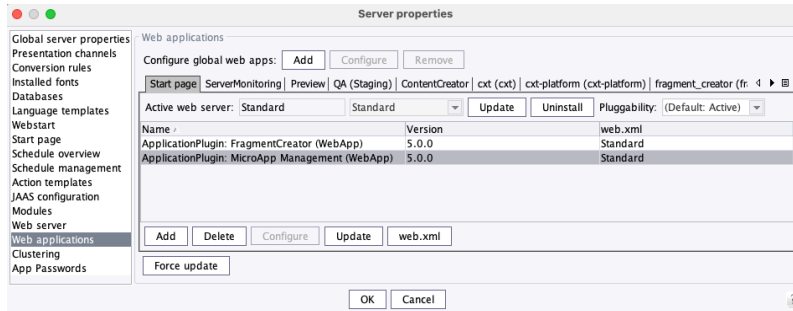 Server properties
Global server properties
Presentation channels
Conversion rules
Installed fonts
Databases
Language templates
Webstart
Start page
Schedule overview
Schedule management
Action templates
JAAS configuration
Modules
Web server
Web applications
Clustering
App Passwords
Web applications
Configure global web apps: Add Configure Remove
Start page ServerMonitoring Preview QA (Staging) ContentCreator cxt (cxt) cxt-platform (cxt-platform) fragment_creator (fr
Active web server: Standard Standard Update Uninstall Pluggability: (Default: Active)
Name Version web.xml
ApplicationPlugin: FragmentCreator (WebApp) 5.0.0 Standard
ApplicationPlugin: MicroApp Management (WebApp) 5.0.0 Standard
Add Delete Configure Update web.xml
Force update
OK Cancel